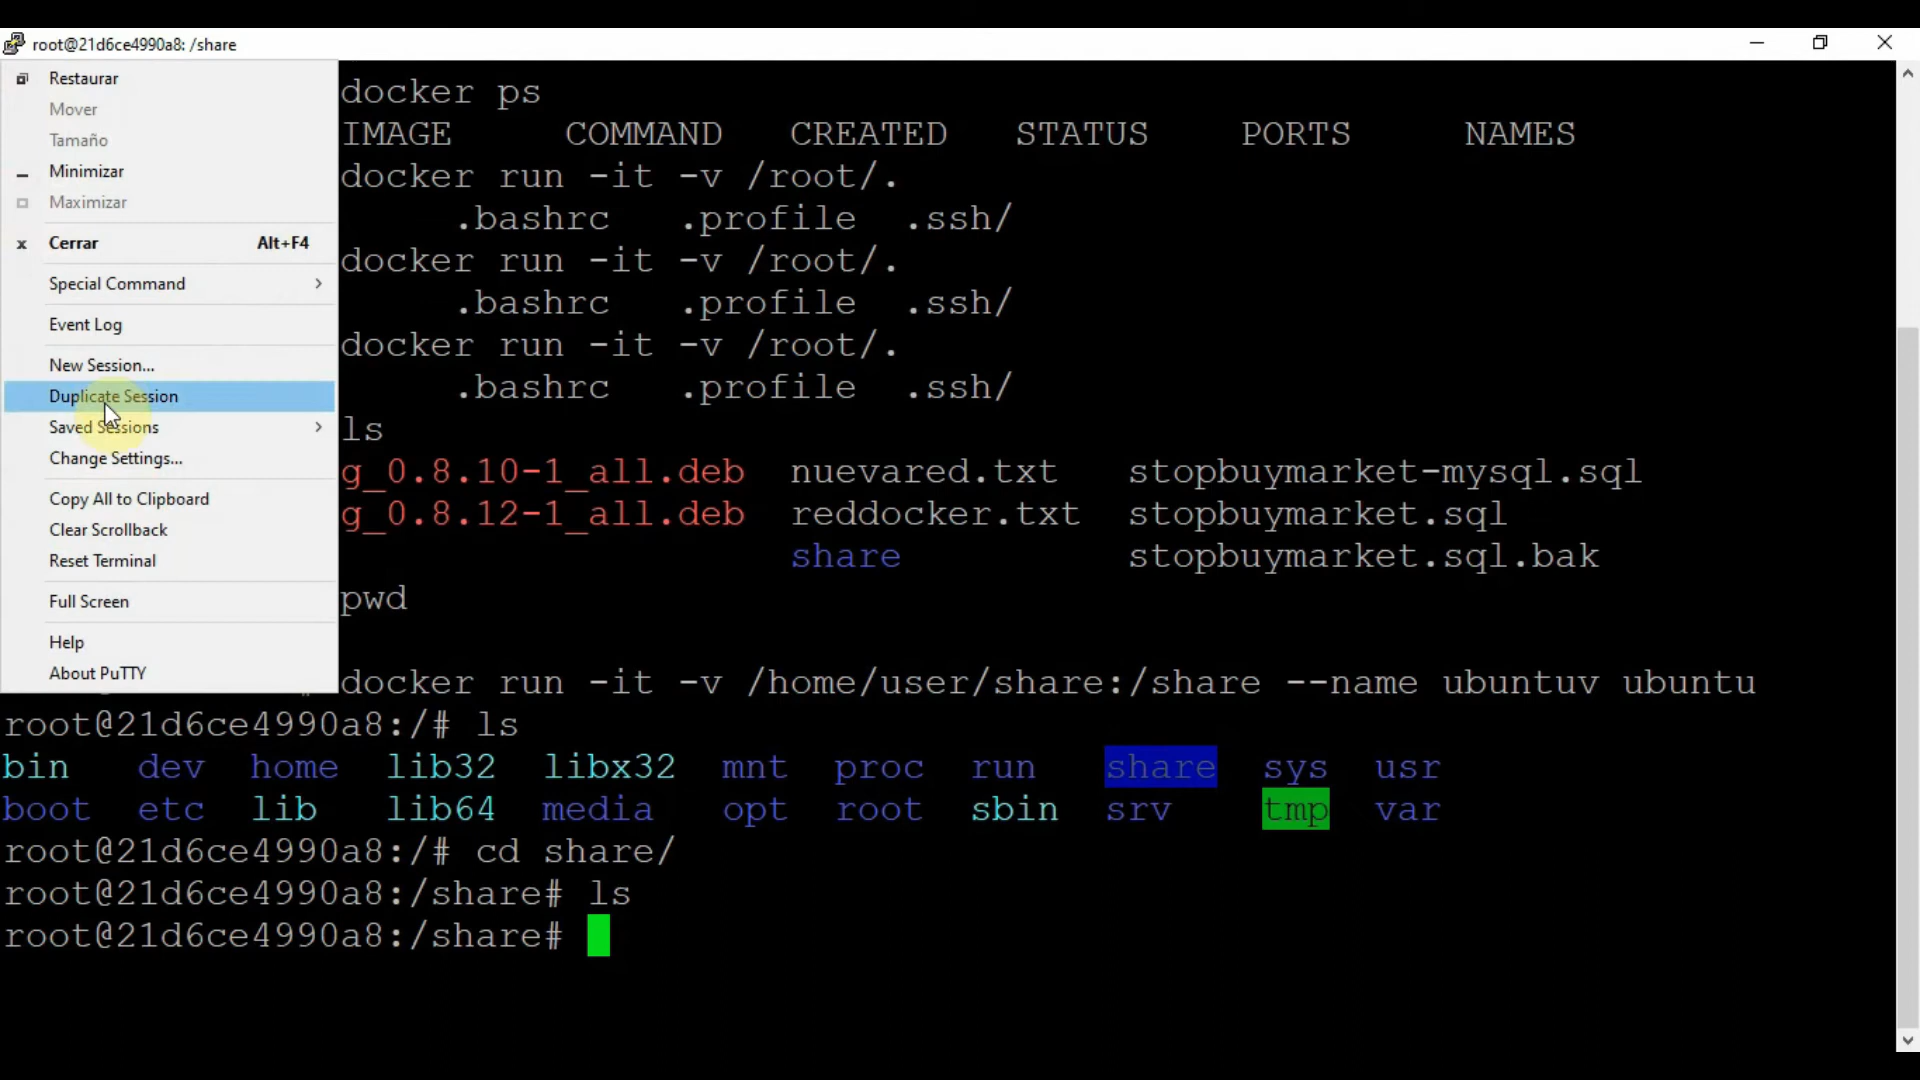 root@21d6ce4990a8: /share
Restaurar
Mover
Tamaño
Minimizar
Maximizar
Cerrar Alt+F4
Special Command
Event Log
New Session...
Duplicate Session
Saved Sessions
Change Settings...
Copy All to Clipboard
Clear Scrollback
Reset Terminal
Full Screen
Help
About PuTTY
docker ps
IMAGE COMMAND CREATED STATUS PORTS NAMES
docker run -it -v /root/.
.bashrc .profile .ssh/
docker run -it -v /root/.
.bashrc .profile .ssh/
docker run -it -v /root/.
.bashrc .profile .ssh/
ls
g_0.8.10-1_all.deb nuevared.txt stopbuymarket-mysql.sql
g_0.8.12-1_all.deb reddocker.txt stopbuymarket.sql
share stopbuymarket.sql.bak
pwd
docker run -it -v /home/user/share:/share --name ubuntuv ubuntu
root@21d6ce4990a8:/# ls
bin dev home lib32 libx32 mnt proc run share sys usr
boot etc lib lib64 media opt root sbin srv tmp var
root@21d6ce4990a8:/# cd share/
root@21d6ce4990a8:/share# ls
root@21d6ce4990a8:/share#